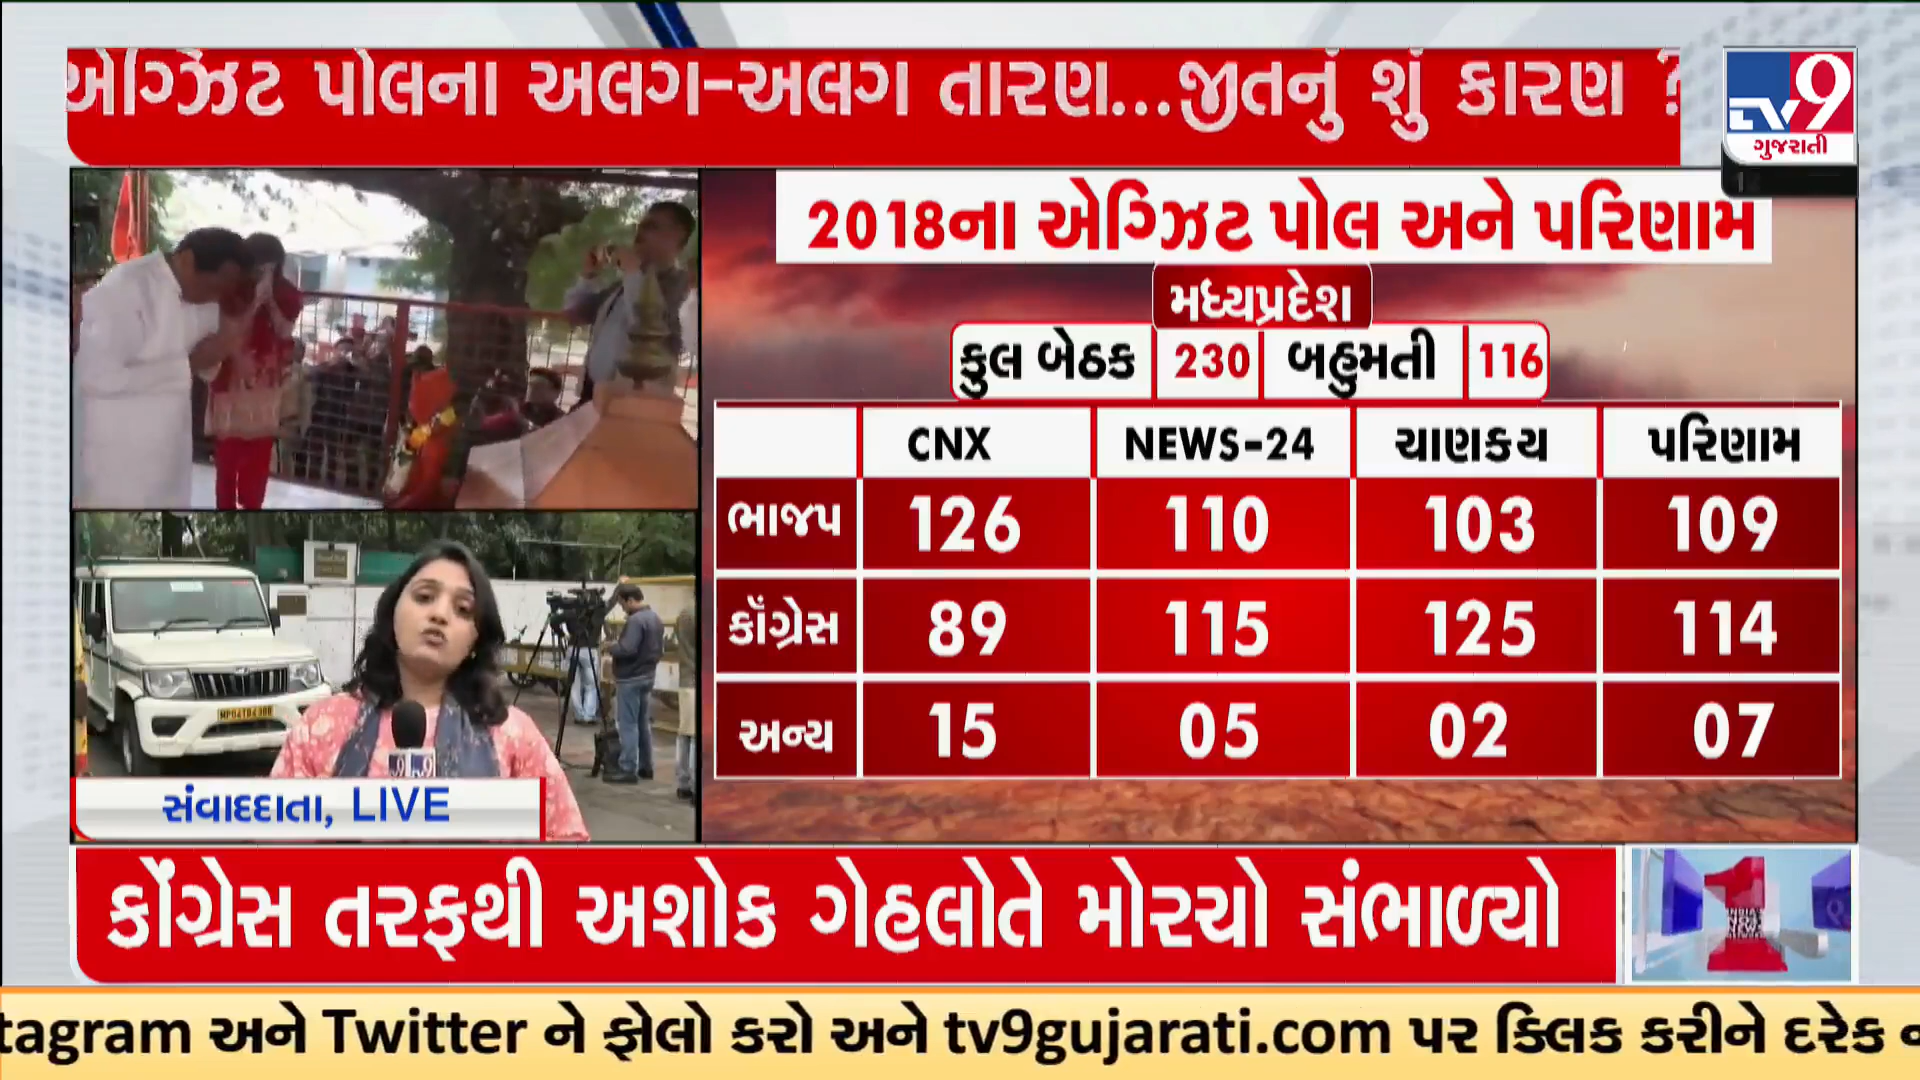 એગ્ઝિટ પોલના અલગ-અલગ તારણ...જીતનું શું કારણ ?
TV9
ગુજરાતી
2018ના એગ્ઝિટ પોલ અને પરિણામ
મધ્યપ્રદેશ
કુલ બેઠક 230 બહુમતી 116
CNX NEWS-24 ચાણક્ય પરિણામ
ભાજપ 126 110 103 109
કોંગ્રેસ 89 115 125 114
અન્ય 15 05 02 07
સંવાદદાતા, LIVE
કોંગ્રેસ તરફથી અશોક ગેહલોતે મોરચો સંભાળ્યો
tagram અને Twitter ને ફોલો કરો અને tv9gujarati.com પર ક્લિક કરીને દરેક